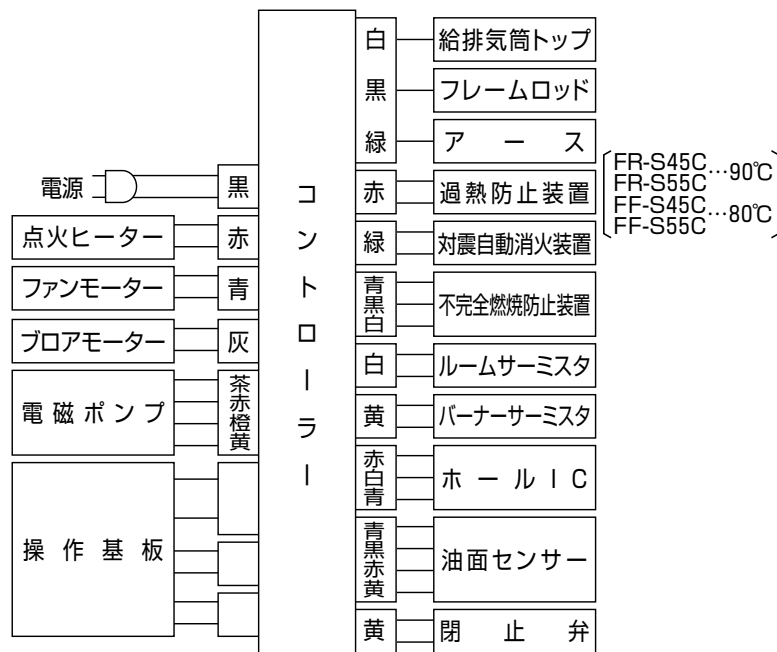 白 給排気筒トップ
黒 フレームロッド
緑 アース
赤 過熱防止装置
FR-S45C
FR-S55C …90℃
FF-S45C
FF-S55C …80℃
緑 対震自動消火装置
青黒白 不完全燃焼防止装置
白 ルームサーミスタ
黄 バーナーサーミスタ
赤白青 ホールIC
青黒赤黄 油面センサー
黄 閉止弁
コントローラー
電源 黒
点火ヒーター 赤
ファンモーター 青
ブロアモーター 灰
電磁ポンプ 茶赤橙黄
操作基板